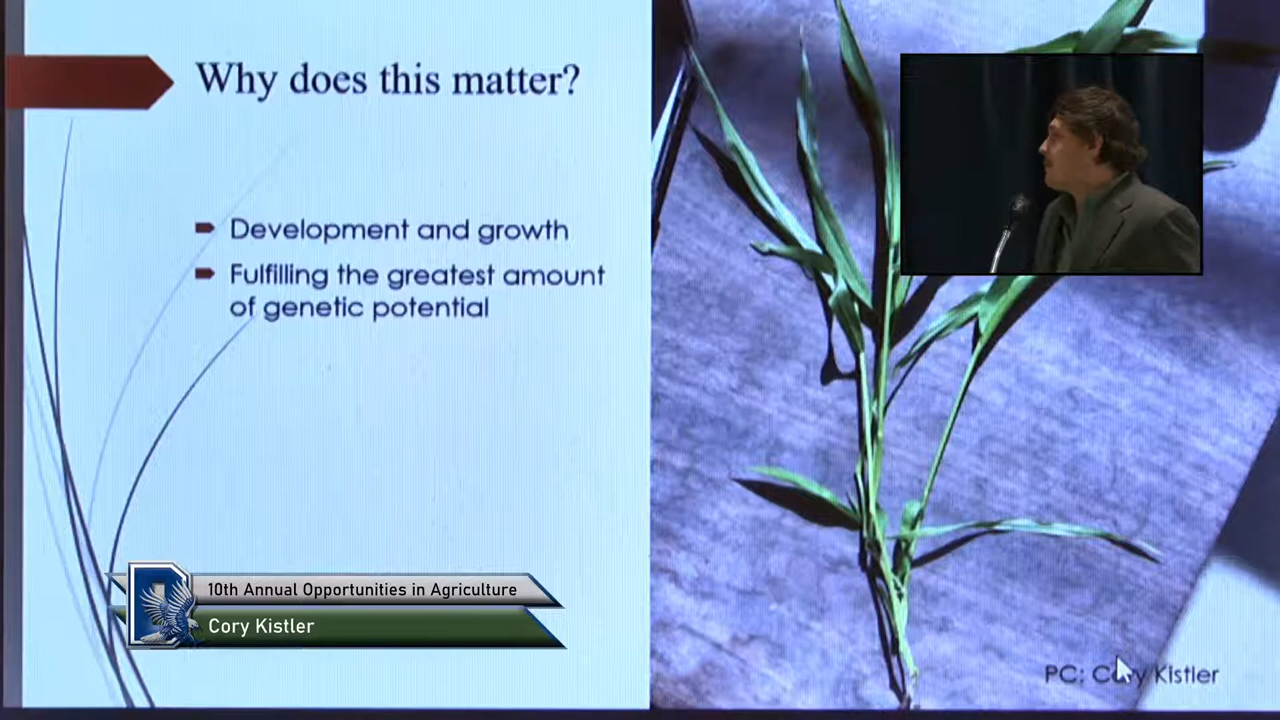 Why does this matter?
Development and growth
Fulfilling the greatest amount
of genetic potential
10th Annual Opportunities in Agriculture
Cory Kistler
PC: Cory Kistler